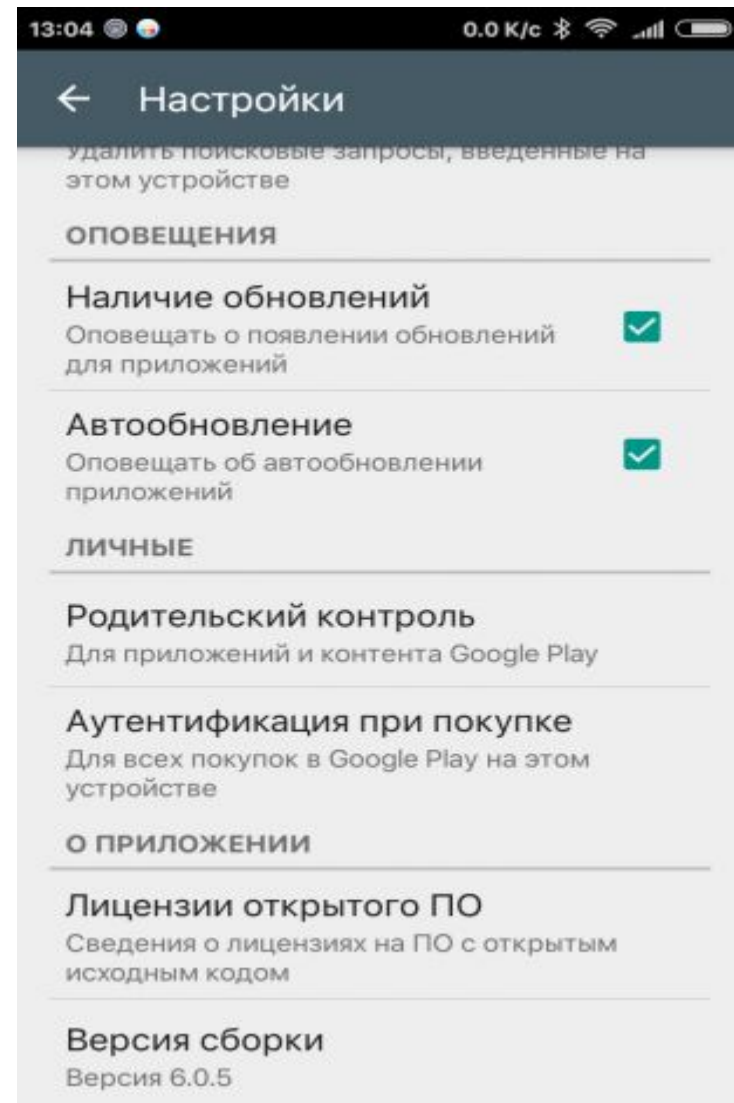 13:04 0.0 К/с
Настройки
Удалить поисковые запросы, введенные на
этом устройстве
ОПОВЕЩЕНИЯ
Наличие обновлений
Оповещать о появлении обновлений
для приложений
Автообновление
Оповещать об автообновлении
приложений
ЛИЧНЫЕ
Родительский контроль
Для приложений и контента Google Play
Аутентификация при покупке
Для всех покупок в Google Play на этом
устройстве
О ПРИЛОЖЕНИИ
Лицензии открытого ПО
Сведения о лицензиях на ПО с открытым
исходным кодом
Версия сборки
Версия 6.0.5